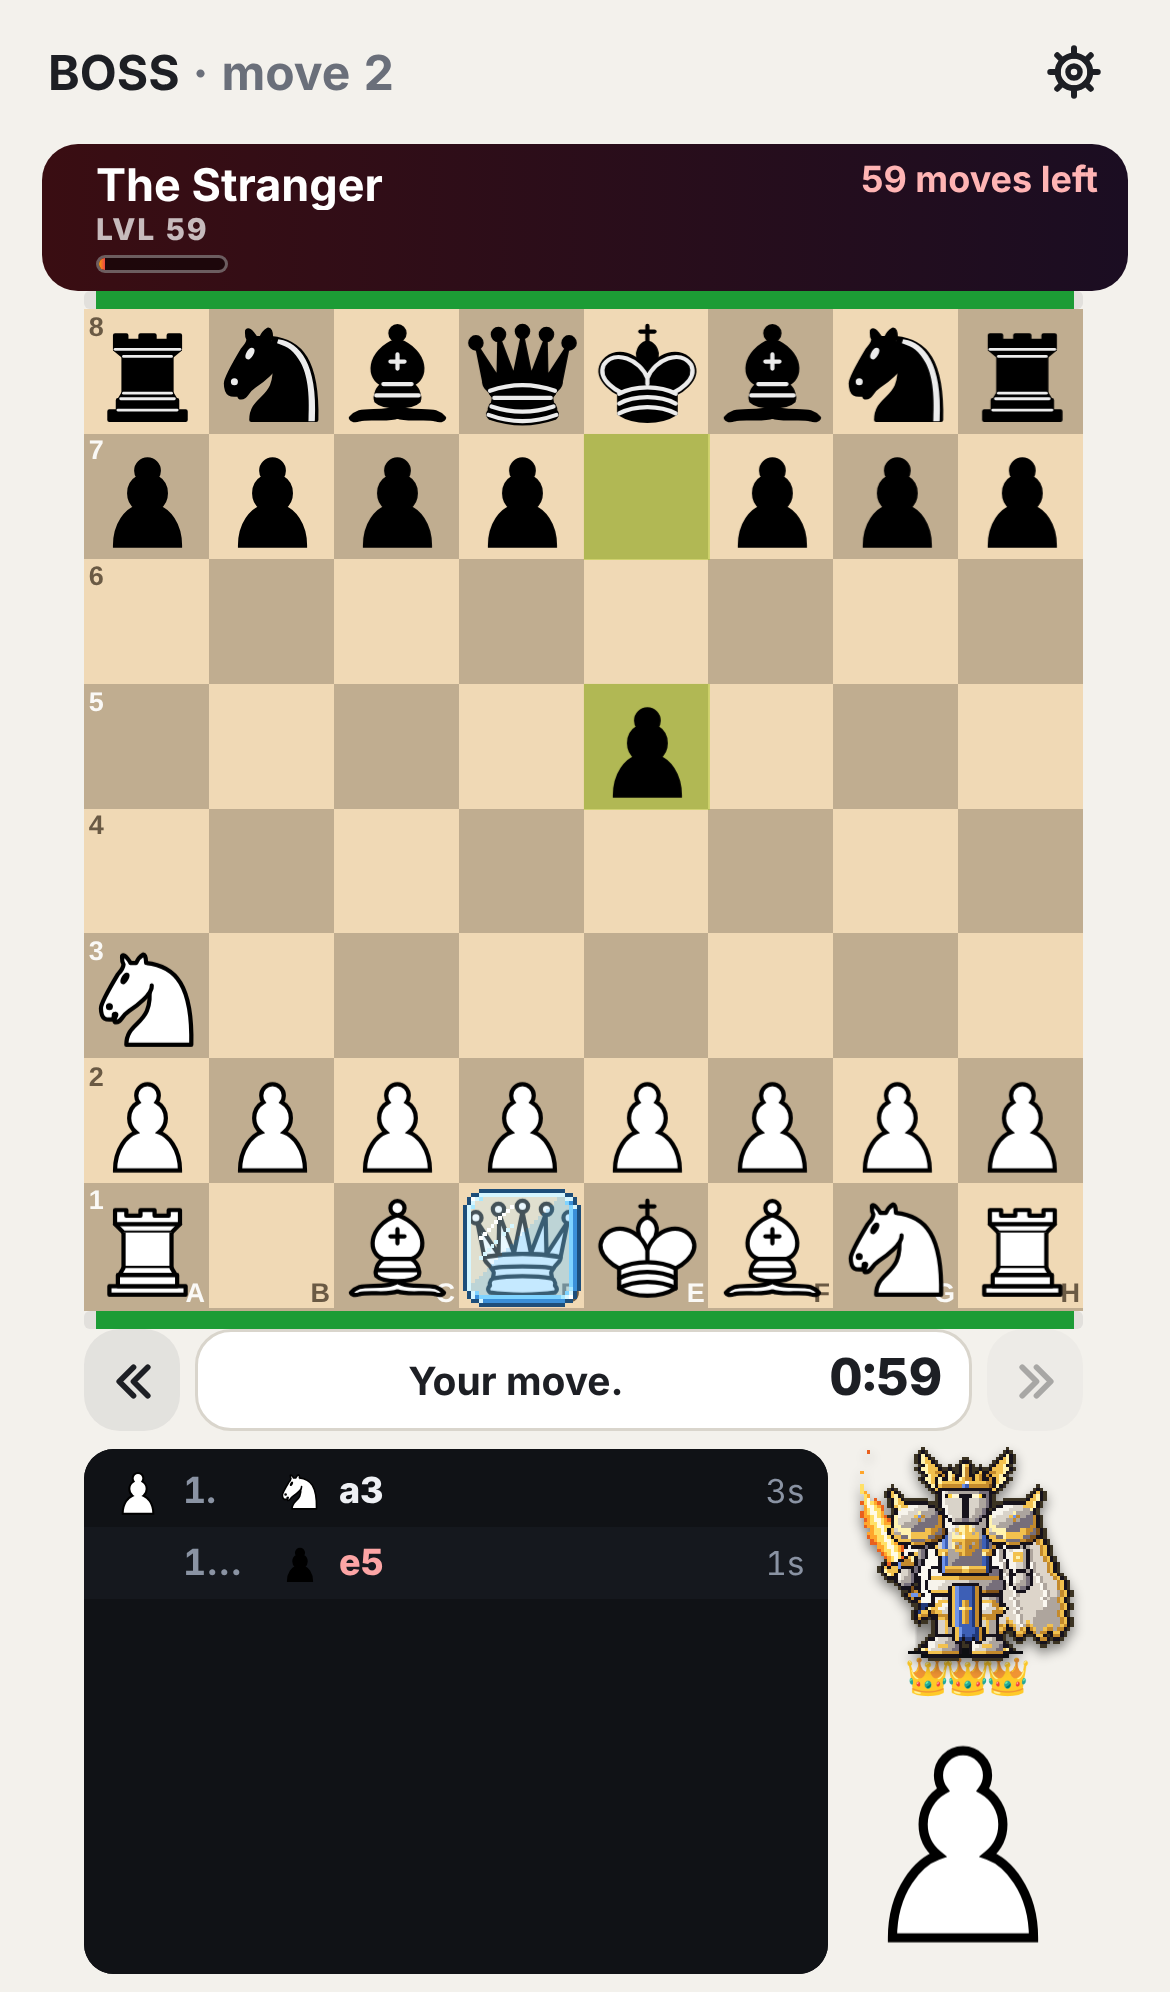 BOSS · move 2
The Stranger
59 moves left
LVL 59
8
7
6
5
4
3
2
1
A B C D E F G H
Your move.
0:59
1. a3 3s
1... e5 1s